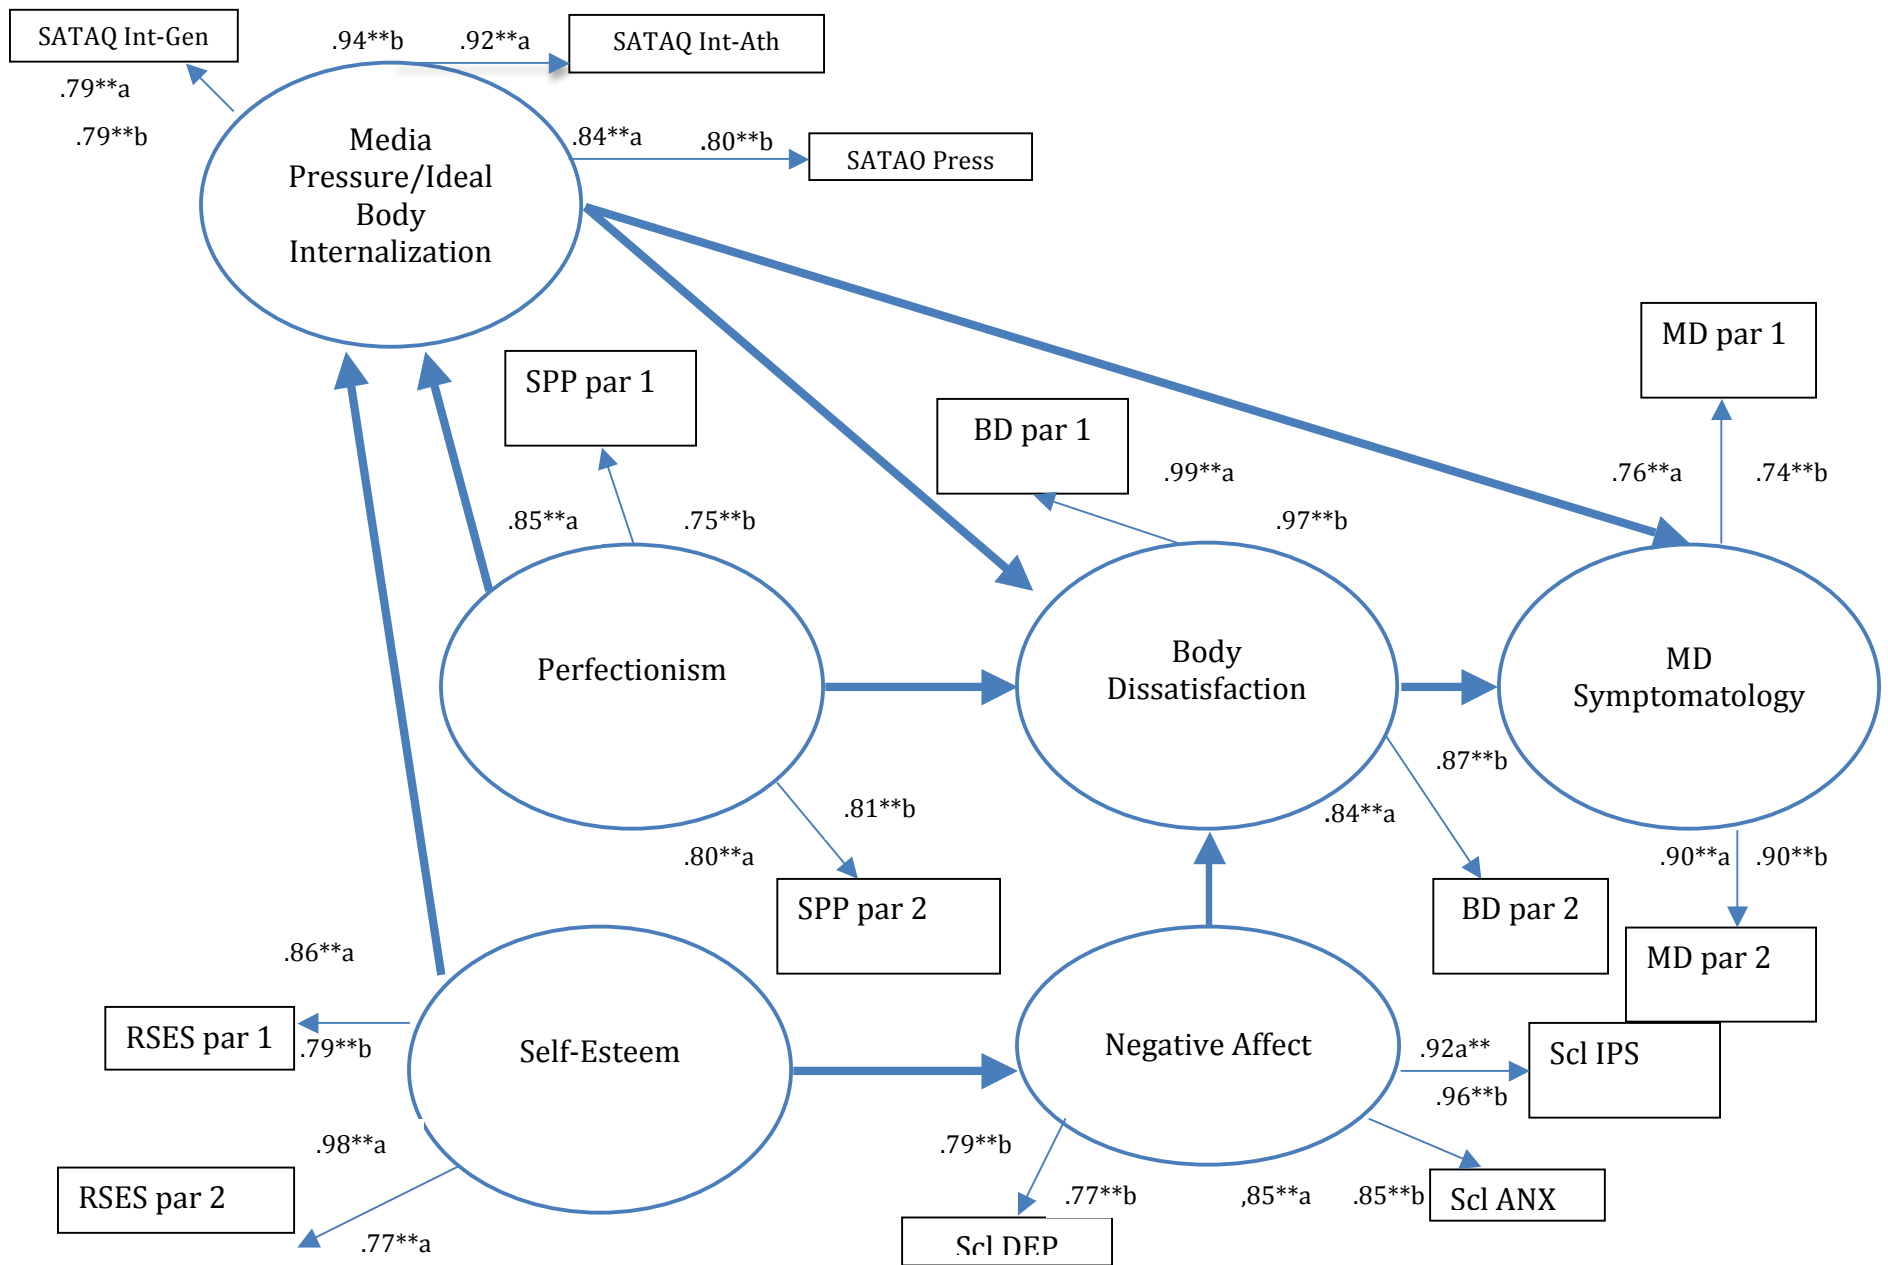 SATAQ Int-Gen
.94**b
.92**a
SATAQ Int-Ath
.79**a
.79**b
Media
Pressure/Ideal
Body
Internalization
.84**a
.80**b
SATAQ Press
MD par 1
SPP par 1
BD par 1
.99**a
.76**a
.74**b
.85**a
.75**b
.97**b
Perfectionism
Body
Dissatisfaction
MD
Symptomatology
.87**b
.81**b
.84**a
.80**a
.90**a
.90**b
SPP par 2
BD par 2
.86**a
MD par 2
RSES par 1
.79**b
Self-Esteem
Negative Affect
.92a**
Scl IPS
.96**b
.98**a
.79**b
RSES par 2
.77**b
,85**a
.85**b
Scl ANX
.77**a
Scl DEP